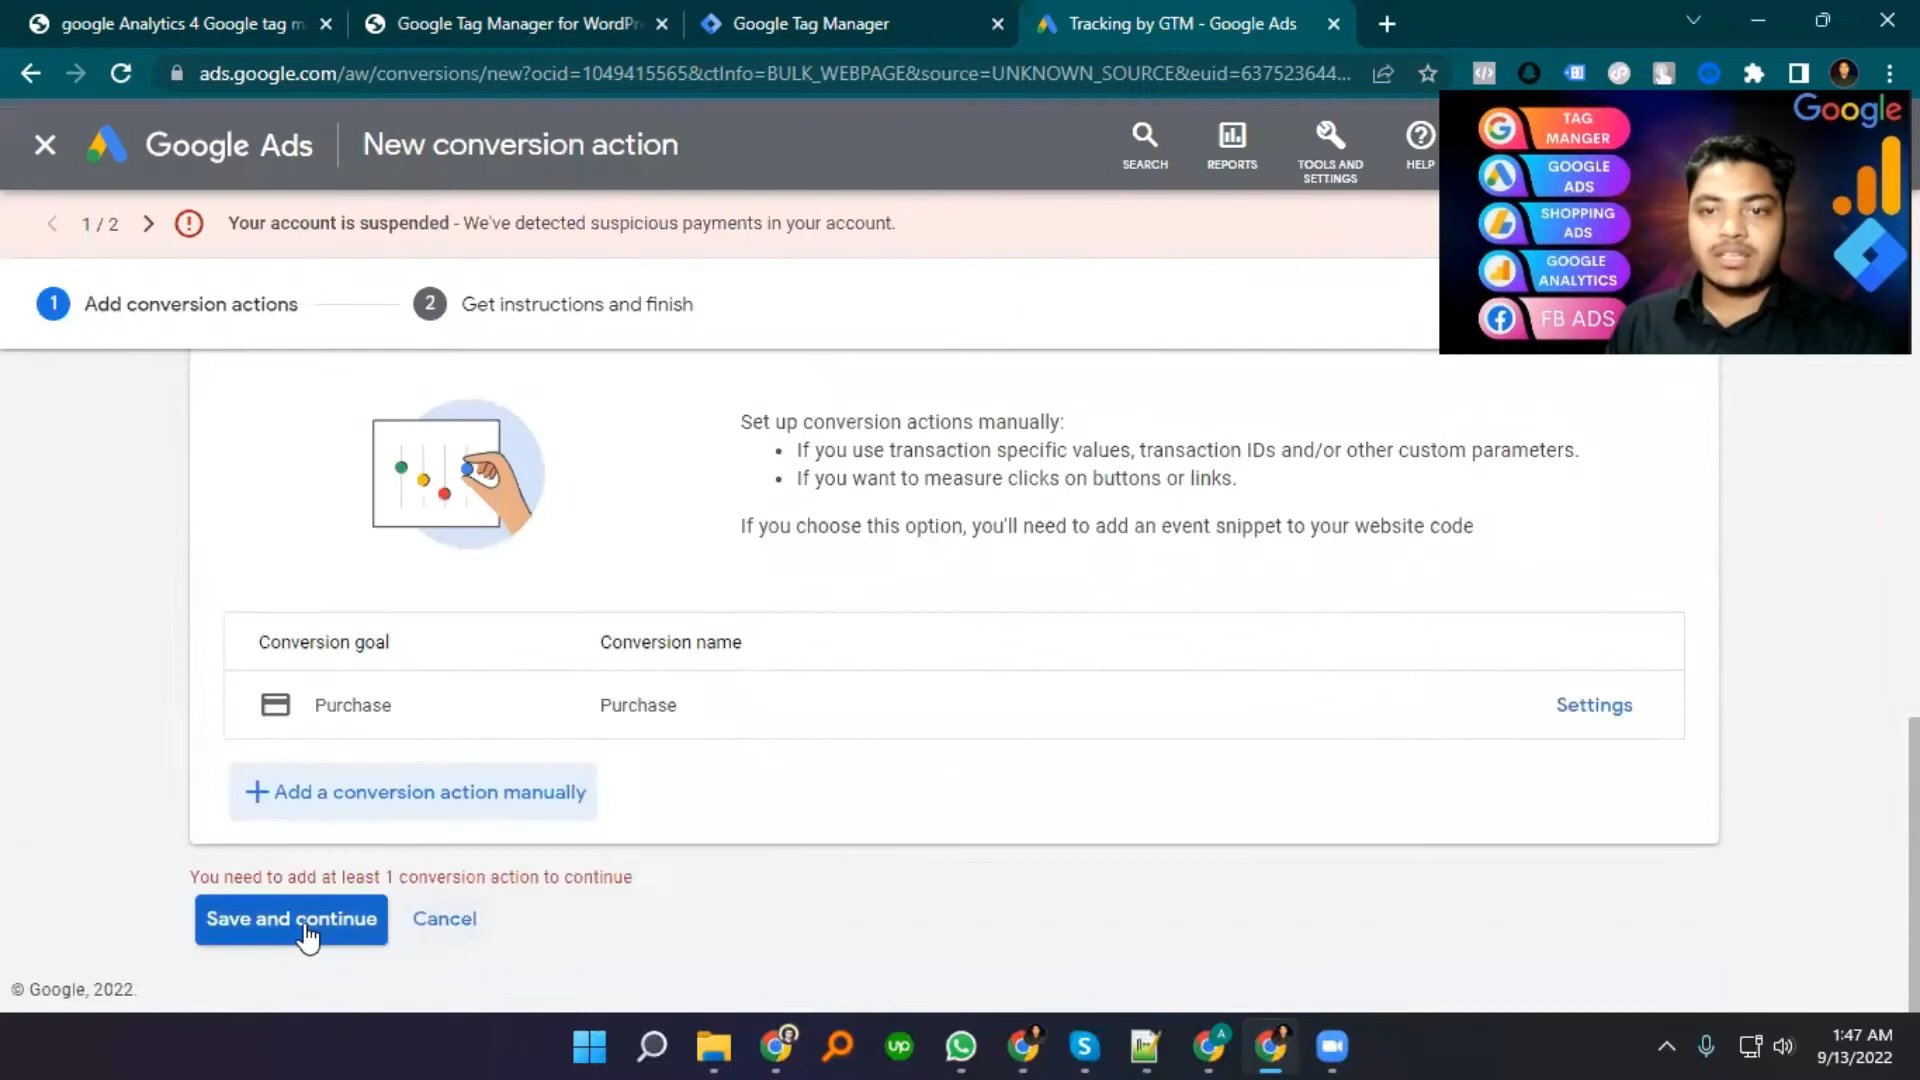 google Analytics 4 Google tag m
Google Tag Manager for WordPr
Google Tag Manager
Tracking by GTM - Google Ads
ads.google.com/aw/conversions/new?ocid=1049415565&ctInfo=BULK_WEBPAGE&source=UNKNOWN_SOURCE&euid=637523644...
Google Ads
New conversion action
SEARCH
REPORTS
TOOLS AND
SETTINGS
HELP
Google
TAG
MANGER
GOOGLE
ADS
SHOPPING
ADS
GOOGLE
ANALYTICS
FB ADS
1 / 2
Your account is suspended - We've detected suspicious payments in your account.
1 Add conversion actions
2 Get instructions and finish
Set up conversion actions manually:
• If you use transaction specific values, transaction IDs and/or other custom parameters.
• If you want to measure clicks on buttons or links.
If you choose this option, you'll need to add an event snippet to your website code
Conversion goal Conversion name
Purchase Purchase Settings
+ Add a conversion action manually
You need to add at least 1 conversion action to continue
Save and continue Cancel
© Google, 2022.
up
S
A
1:47 AM
9/13/2022